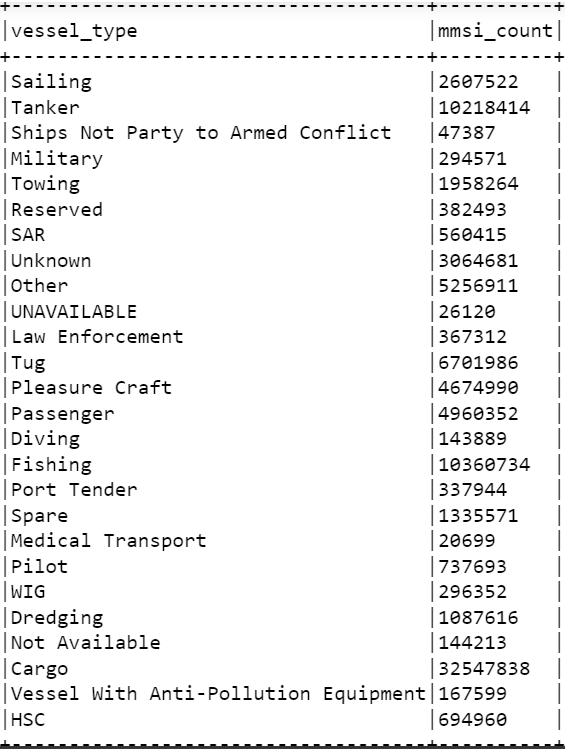 +------------------------------------+----------+
|vessel_type                         |mmsi_count|
+------------------------------------+----------+
|Sailing                             |2607522   |
|Tanker                              |10218414  |
|Ships Not Party to Armed Conflict   |47387     |
|Military                            |294571    |
|Towing                              |1958264   |
|Reserved                            |382493    |
|SAR                                 |560415    |
|Unknown                             |3064681   |
|Other                               |5256911   |
|UNAVAILABLE                         |26120     |
|Law Enforcement                     |367312    |
|Tug                                 |6701986   |
|Pleasure Craft                      |4674990   |
|Passenger                           |4960352   |
|Diving                              |143889    |
|Fishing                             |10360734  |
|Port Tender                         |337944    |
|Spare                               |1335571   |
|Medical Transport                   |20699     |
|Pilot                               |737693    |
|WIG                                 |296352    |
|Dredging                            |1087616   |
|Not Available                       |144213    |
|Cargo                               |32547838  |
|Vessel With Anti-Pollution Equipment|167599    |
|HSC                                 |694960    |
+------------------------------------+----------+